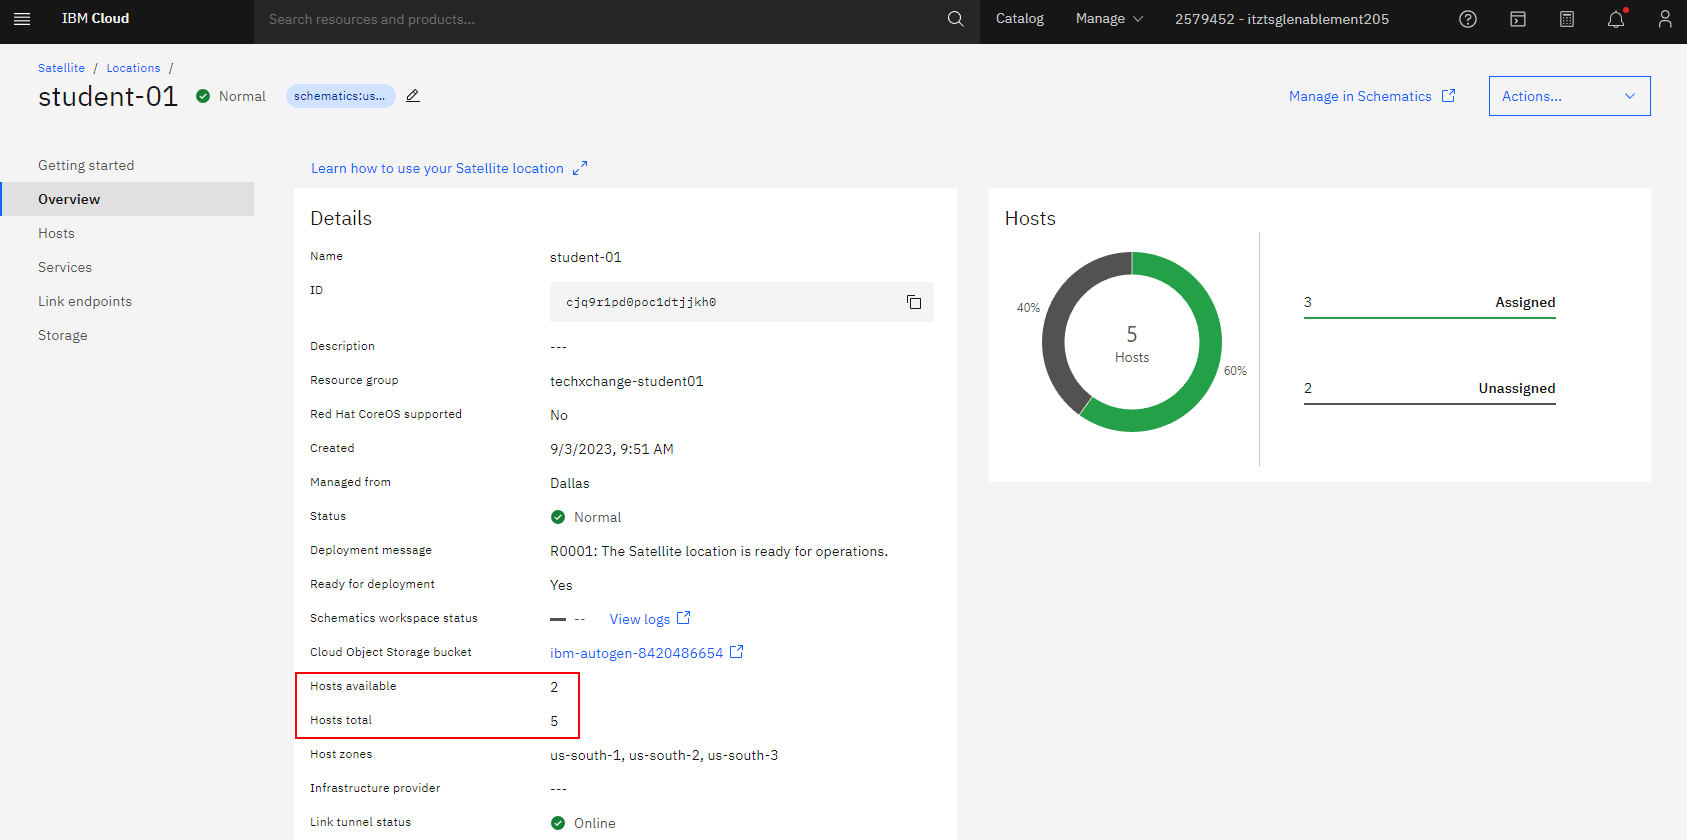 IBM Cloud
Search resources and products...
Catalog
Manage
2579452 - itztsglenablement205
Satellite / Locations /
student-01
Normal
schematics:us...
Manage in Schematics
Actions...
Getting started
Overview
Hosts
Services
Link endpoints
Storage
Learn how to use your Satellite location
Details
Name student-01
ID cjq9r1pd0poc1dtjjkh0
Description ---
Resource group techxchange-student01
Red Hat CoreOS supported No
Created 9/3/2023, 9:51 AM
Managed from Dallas
Status Normal
Deployment message R0001: The Satellite location is ready for operations.
Ready for deployment Yes
Schematics workspace status -- View logs
Cloud Object Storage bucket ibm-autogen-8420486654
Hosts available 2
Hosts total 5
Host zones us-south-1, us-south-2, us-south-3
Infrastructure provider ---
Link tunnel status Online
Hosts
40%
5
Hosts
60%
3 Assigned
2 Unassigned